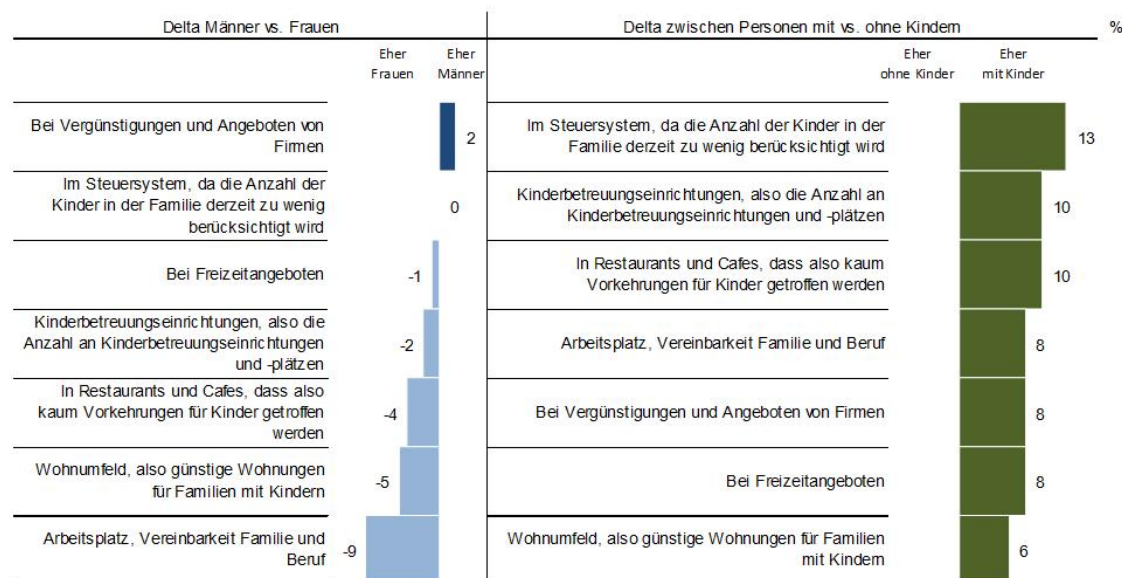 Delta Männer vs. Frauen
Eher
Frauen
Eher
Männer
Bei Vergünstigungen und Angeboten von
Firmen
2
Im Steuersystem, da die Anzahl der
Kinder in der Familie derzeit zu wenig
berücksichtigt wird
0
Bei Freizeitangeboten
-1
Kinderbetreuungseinrichtungen, also die
Anzahl an Kinderbetreuungseinrichtungen
und -plätzen
-2
In Restaurants und Cafes, dass also
kaum Vorkehrungen für Kinder getroffen
werden
-4
Wohnumfeld, also günstige Wohnungen
für Familien mit Kindern
-5
Arbeitsplatz, Vereinbarkeit Familie und
Beruf
-9
Delta zwischen Personen mit vs. ohne Kindern
%
Eher
ohne Kinder
Eher
mit Kinder
Im Steuersystem, da die Anzahl der Kinder in der
Familie derzeit zu wenig berücksichtigt wird
13
Kinderbetreuungseinrichtungen, also die Anzahl an
Kinderbetreuungseinrichtungen und -plätzen
10
In Restaurants und Cafes, dass also kaum
Vorkehrungen für Kinder getroffen werden
10
Arbeitsplatz, Vereinbarkeit Familie und Beruf
8
Bei Vergünstigungen und Angeboten von Firmen
8
Bei Freizeitangeboten
8
Wohnumfeld, also günstige Wohnungen für Familien
mit Kindern
6